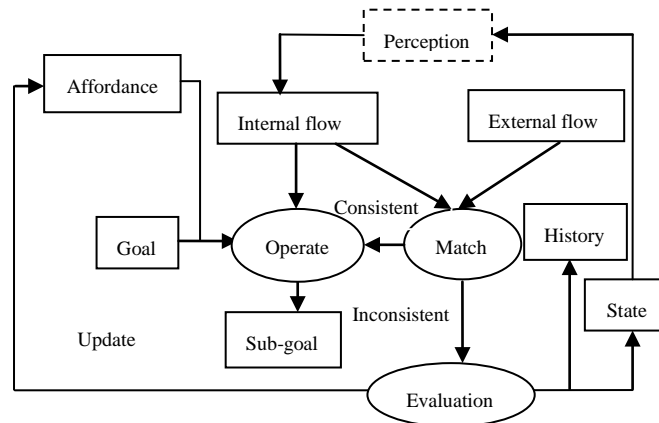 Perception
Affordance
Internal flow
External flow
Consistent
Goal
Operate
Match
History
State
Inconsistent
Update
Sub-goal
Evaluation